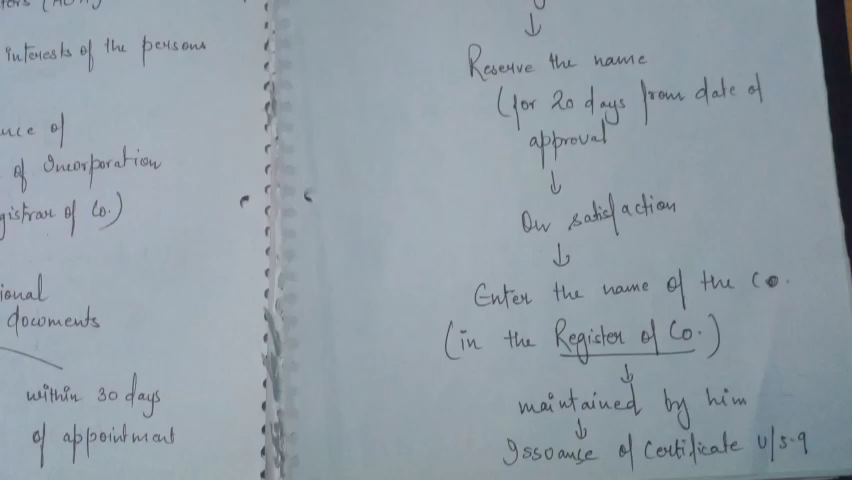 interests of the persons
of
of Incorporation
of Co.)
documents
within 30 days
of appointment
Reserve the name
(for 20 days from date of
approval
↓
On satisfaction
↓
Enter the name of the Co.
(in the Register of Co.)
↓
maintained by him
↓
Issuance of Certificate U/S.9